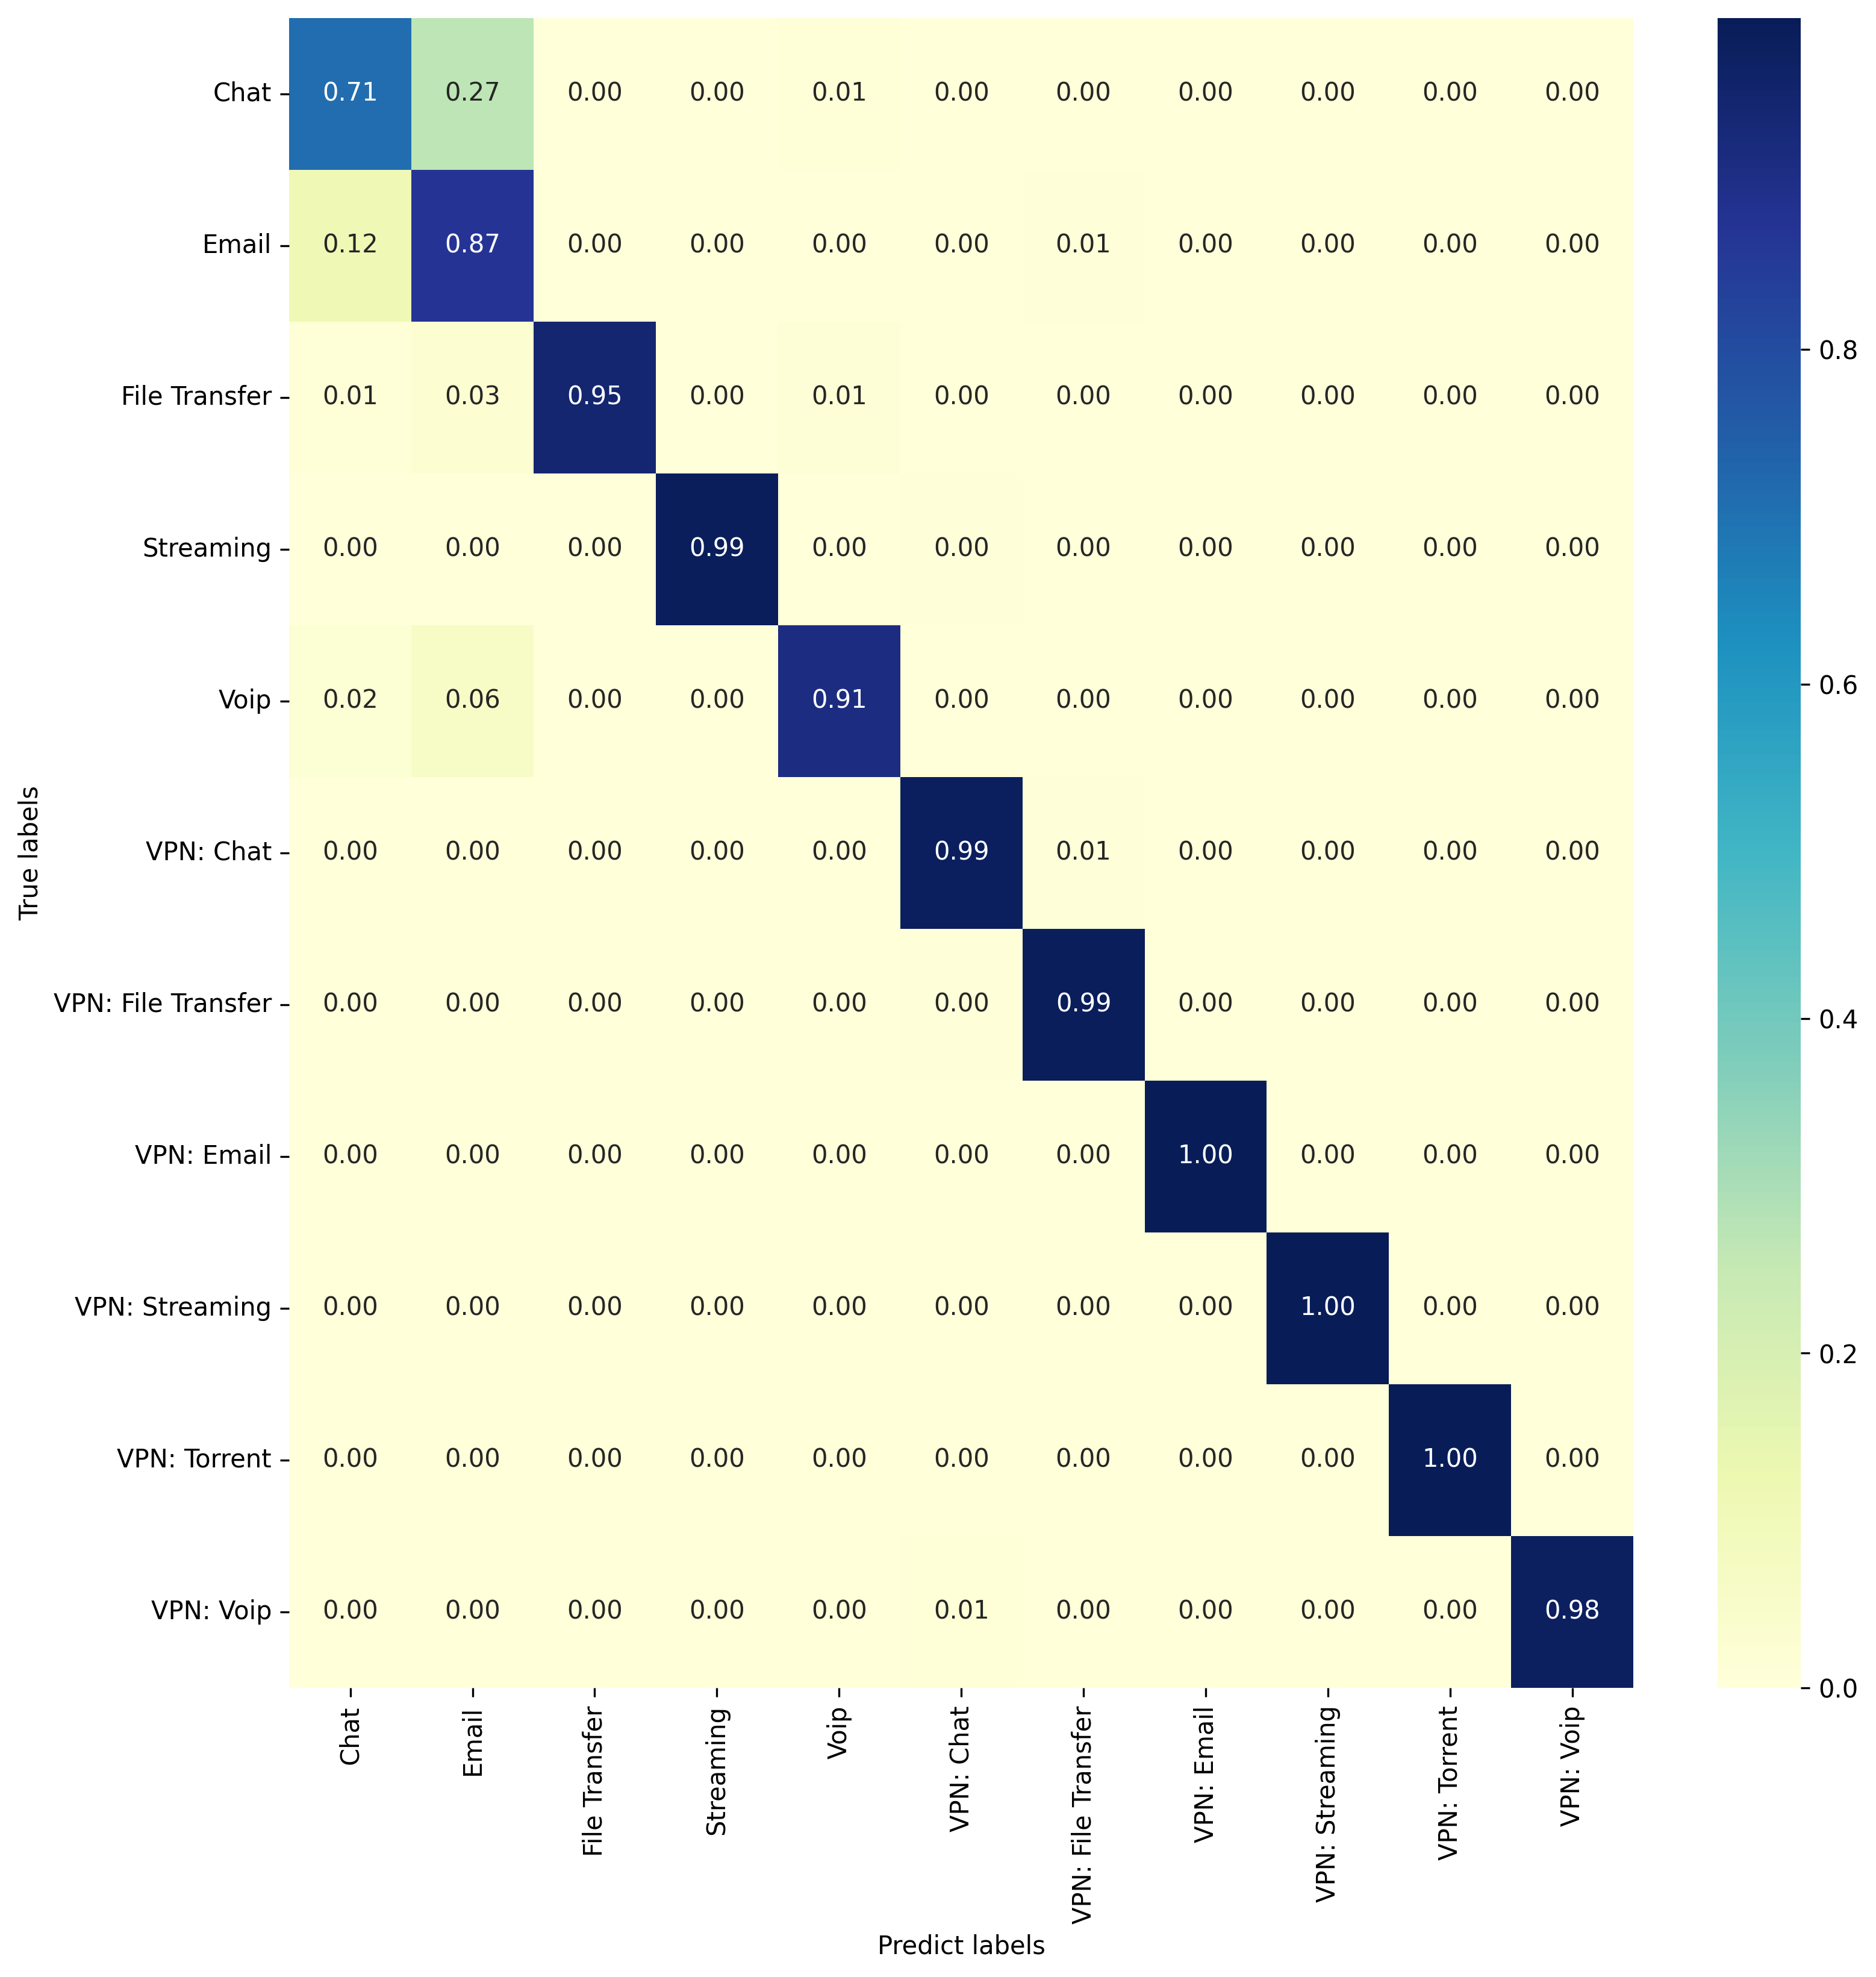 Chat 0.71 0.27 0.00 0.00 0.01 0.00 0.00 0.00 0.00 0.00 0.00
Email 0.12 0.87 0.00 0.00 0.00 0.00 0.01 0.00 0.00 0.00 0.00
File Transfer 0.01 0.03 0.95 0.00 0.01 0.00 0.00 0.00 0.00 0.00 0.00
Streaming 0.00 0.00 0.00 0.99 0.00 0.00 0.00 0.00 0.00 0.00 0.00
Voip 0.02 0.06 0.00 0.00 0.91 0.00 0.00 0.00 0.00 0.00 0.00
VPN: Chat 0.00 0.00 0.00 0.00 0.00 0.99 0.01 0.00 0.00 0.00 0.00
VPN: File Transfer 0.00 0.00 0.00 0.00 0.00 0.00 0.99 0.00 0.00 0.00 0.00
VPN: Email 0.00 0.00 0.00 0.00 0.00 0.00 0.00 1.00 0.00 0.00 0.00
VPN: Streaming 0.00 0.00 0.00 0.00 0.00 0.00 0.00 0.00 1.00 0.00 0.00
VPN: Torrent 0.00 0.00 0.00 0.00 0.00 0.00 0.00 0.00 0.00 1.00 0.00
VPN: Voip 0.00 0.00 0.00 0.00 0.00 0.01 0.00 0.00 0.00 0.00 0.98
True labels
Chat
Email
File Transfer
Streaming
Voip
VPN: Chat
VPN: File Transfer
VPN: Email
VPN: Streaming
VPN: Torrent
VPN: Voip
Predict labels
0.8
0.6
0.4
0.2
0.0